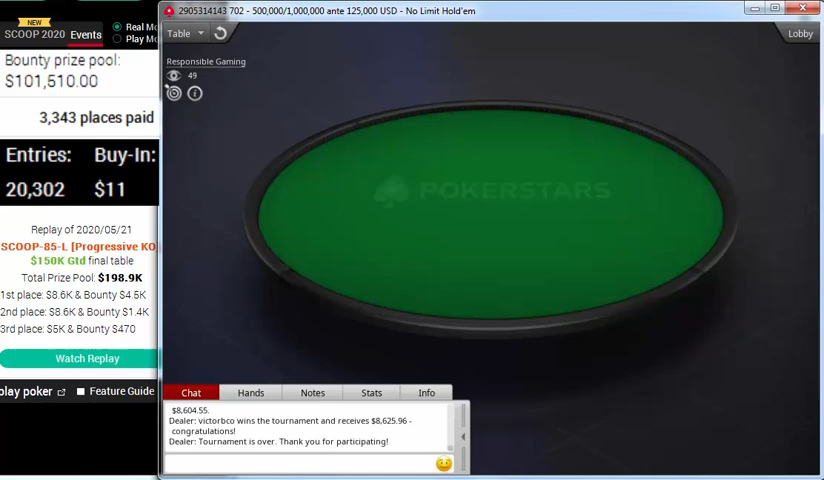 NEW
SCOOP 2020
Events
Real Mo
Play Mo
Bounty prize pool:
$101,510.00
3,343 places paid
Entries:
Buy-In:
20,302
$11
Replay of 2020/05/21
SCOOP-85-L [Progressive KO]
$150K Gtd final table
Total Prize Pool: $198.9K
1st place: $8.6K & Bounty $4.5K
2nd place: $8.6K & Bounty $1.4K
3rd place: $5K & Bounty $470
Watch Replay
play poker
Feature Guide
2905314143 702 - 500,000/1,000,000 ante 125,000 USD - No Limit Hold'em
Table
Lobby
Responsible Gaming
49
POKERSTARS
Chat
Hands
Notes
Stats
Info
$8,604.55.
Dealer: victorbco wins the tournament and receives $8,625.96 -
congratulations!
Dealer: Tournament is over. Thank you for participating!